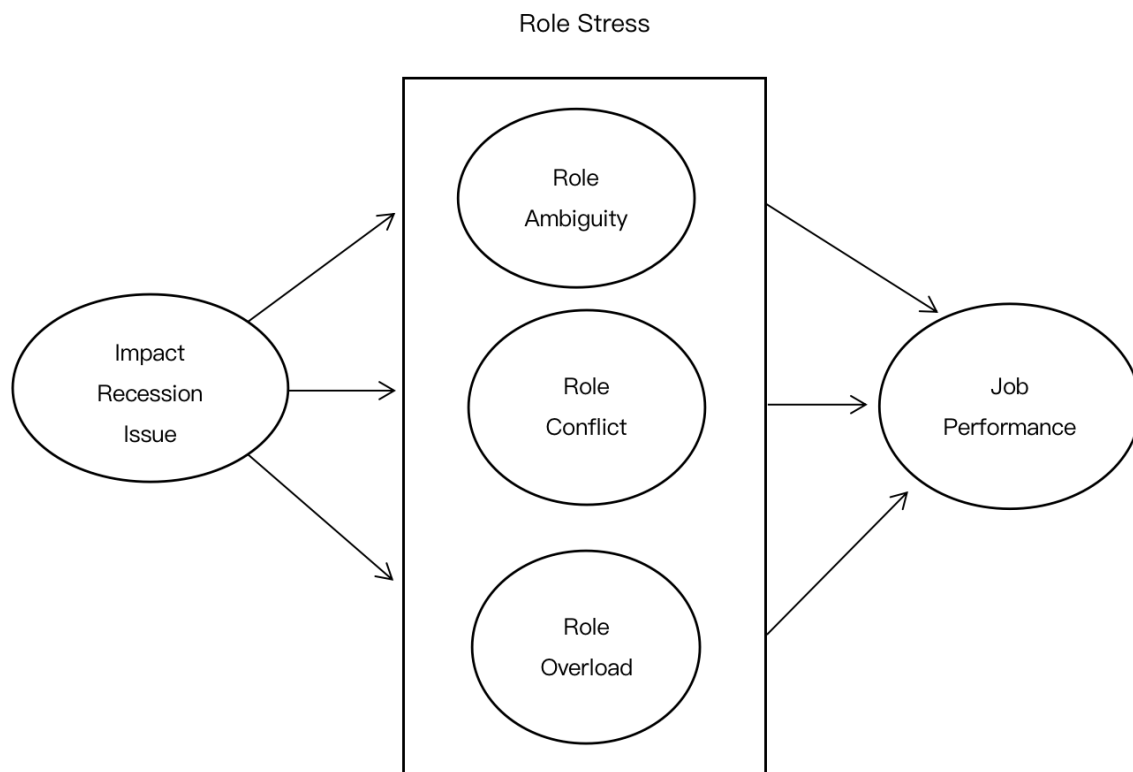 Role Stress
Role
Ambiguity
Impact
Recession
Issue
Role
Conflict
Job
Performance
Role
Overload